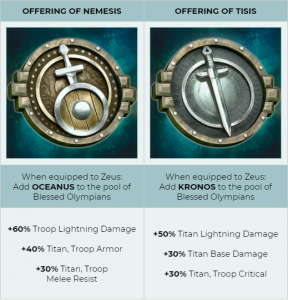 OFFERING OF NEMESIS
When equipped to Zeus:
Add OCEANUS to the pool of
Blessed Olympians
+60% Troop Lightning Damage
+40% Titan, Troop Armor
+30% Titan, Troop
Melee Resist
OFFERING OF TISIS
When equipped to Zeus:
Add KRONOS to the pool of
Blessed Olympians
+50% Titan Lightning Damage
+30% Titan Base Damage
+30% Titan, Troop Critical